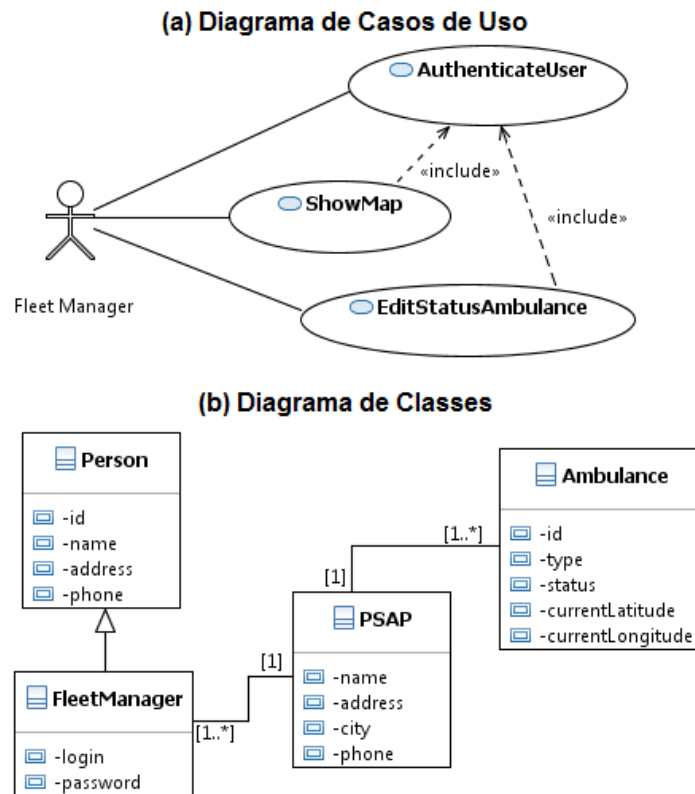 (a) Diagrama de Casos de Uso
AuthenticateUser
«include»
ShowMap
«include»
Fleet Manager
EditStatusAmbulance
(b) Diagrama de Classes
Person
-id
-name
-address
-phone
Ambulance
-id
-type
-status
-currentLatitude
-currentLongitude
[1..*]
[1]
PSAP
-name
-address
-city
-phone
[1]
[1..*]
FleetManager
-login
-password